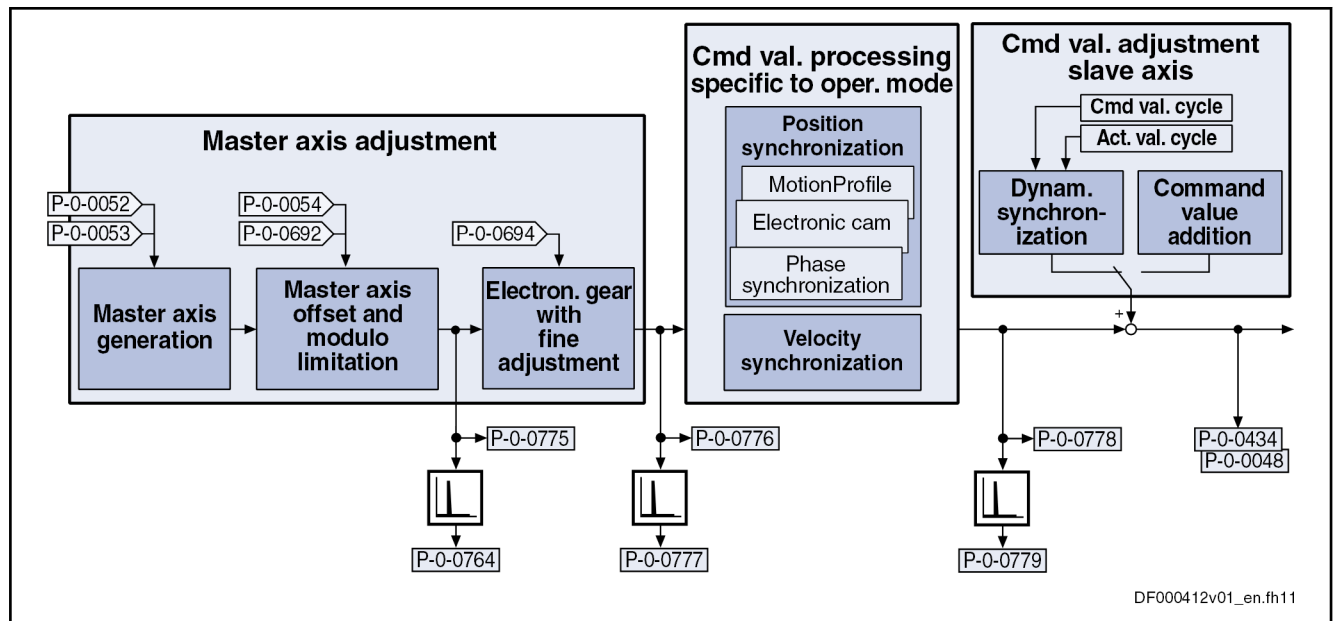 Master axis adjustment
P-0-0052
P-0-0053
P-0-0054
P-0-0692
P-0-0694
Master axis
generation
Master axis
offset and
modulo
limitation
Electron. gear
with
fine
adjustment
Cmd val. processing
specific to oper. mode
Position
synchronization
MotionProfile
Electronic cam
Phase
synchronization
Velocity
synchronization
Cmd val. adjustment
slave axis
Cmd val. cycle
Act. val. cycle
Dynam.
synchron-
ization
Command
value
addition
+
P-0-0775
P-0-0776
P-0-0778
P-0-0434
P-0-0048
P-0-0764
P-0-0777
P-0-0779
DF000412v01_en.fh11